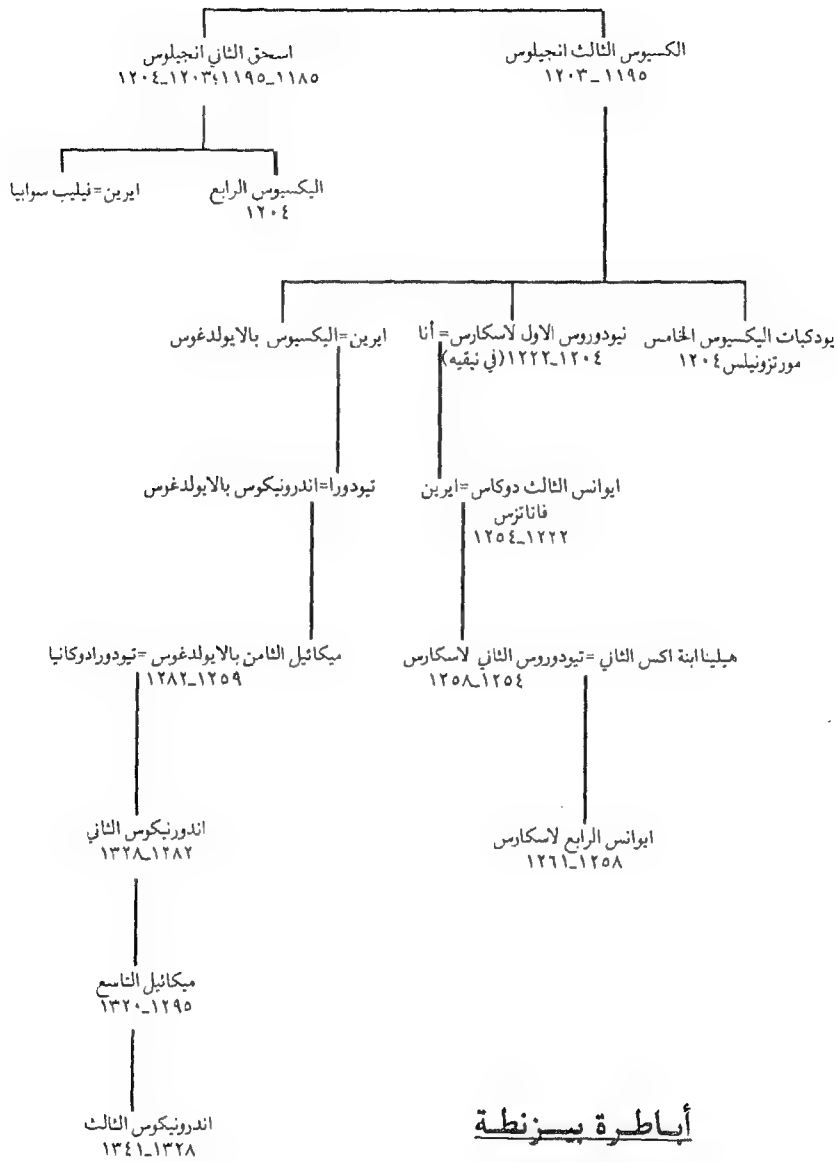 الكسيوس الثالث انجيلوس
١١٩٥_١٢٠٣
اسحق الثاني انجيلوس
١١٨٥_١١٩٥؛١٢٠٣_١٢٠٤
اليكسيوس الرابع
١٢٠٤
ايرين=فيليب سوابيا
يودكيات اليكسيوس الخامس
مورتزونيلس١٢٠٤
نيودوروس الاول لاسكارس=أنا
١٢٠٤_١٢٢٢(في نيقيه)
ايرين=اليكسيوس بالايولدغوس
ايوانس الثالث دوكاس=ايرين
فاتاتزس
١٢٢٢_١٢٥٤
تيودورا=اندرونيكوس بالايولدغوس
هيلينا ابنة اكس الثاني=تيودوروس الثاني لاسكارس
١٢٥٤_١٢٥٨
ميكائيل الثامن بالايولدغوس=تيودورادوكانيا
١٢٥٩_١٢٨٢
ايوانس الرابع لاسكارس
١٢٥٨_١٢٦١
اندورنيكوس الثاني
١٢٨٢_١٣٢٨
ميكائيل التاسع
١٢٩٥_١٣٢٠
اندرونيكوس الثالث
١٣٢٨_١٣٤١
أباطرة بيزنطة